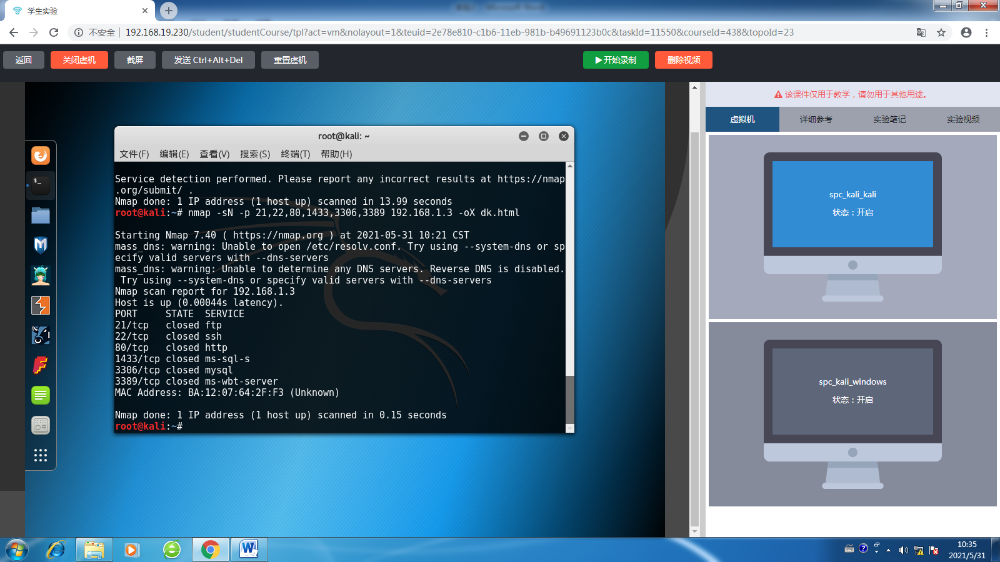 学生实验
不安全
192.168.19.230/student/studentCourse/tpl?act=vm&nolayout=1&teuid=2e78e810-c1b6-11eb-981b-b49691123b0c&taskId=11550&courseId=438&topoId=23
返回
关闭虚机
截屏
发送 Ctrl+Alt+Del
重置虚机
开始录制
删除视频
root@kali: ~
文件(F) 编辑(E) 查看(V) 搜索(S) 终端(T) 帮助(H)
Service detection performed. Please report any incorrect results at https://nmap
.org/submit/ .
Nmap done: 1 IP address (1 host up) scanned in 13.99 seconds
root@kali:~# nmap -sN -p 21,22,80,1433,3306,3389 192.168.1.3 -oX dk.html
Starting Nmap 7.40 ( https://nmap.org ) at 2021-05-31 10:21 CST
mass_dns: warning: Unable to open /etc/resolv.conf. Try using --system-dns or sp
ecify valid servers with --dns-servers
mass_dns: warning: Unable to determine any DNS servers. Reverse DNS is disabled.
Try using --system-dns or specify valid servers with --dns-servers
Nmap scan report for 192.168.1.3
Host is up (0.00044s latency).
PORT     STATE  SERVICE
21/tcp   closed ftp
22/tcp   closed ssh
80/tcp   closed http
1433/tcp closed ms-sql-s
3306/tcp closed mysql
3389/tcp closed ms-wbt-server
MAC Address: BA:12:07:64:2F:F3 (Unknown)
Nmap done: 1 IP address (1 host up) scanned in 0.15 seconds
root@kali:~#
该课件仅用于教学，请勿用于其他用途。
虚拟机
详细参考
实验笔记
实验视频
spc_kali_kali
状态：开启
spc_kali_windows
状态：开启
10:35
2021/5/31